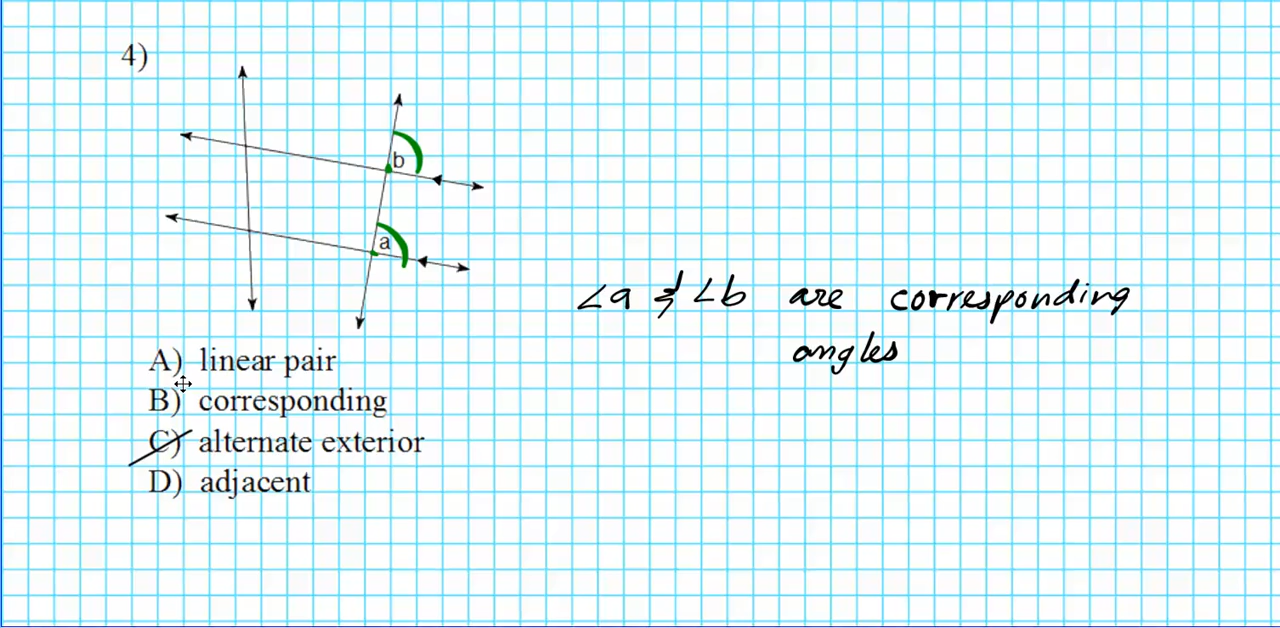 4)
b
a
∠a & ∠b are corresponding
angles
A) linear pair
B) corresponding
C) alternate exterior
D) adjacent